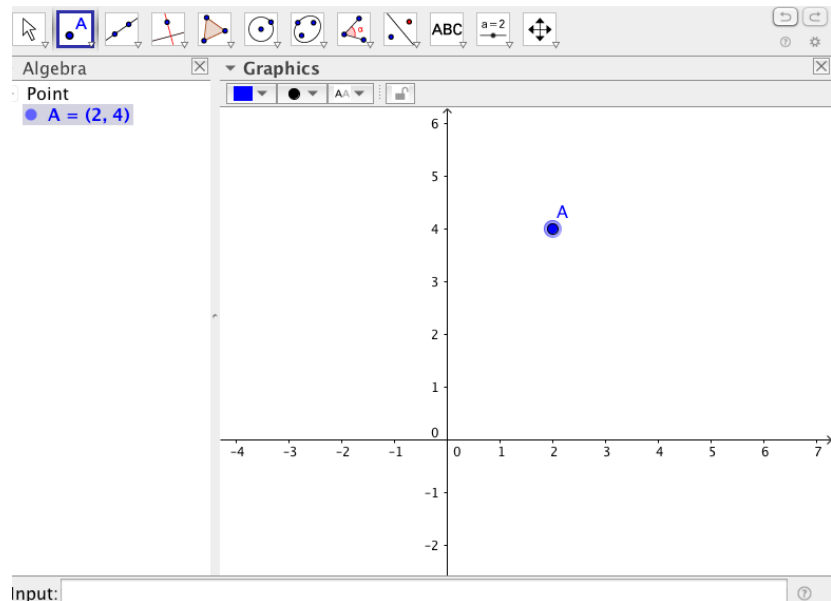 A
α
ABC
a=2
Algebra
Graphics
Point
A = (2, 4)
AA
6
5
4
3
2
1
0
-1
-2
A
-4 -3 -2 -1 0 1 2 3 4 5 6 7
Input: